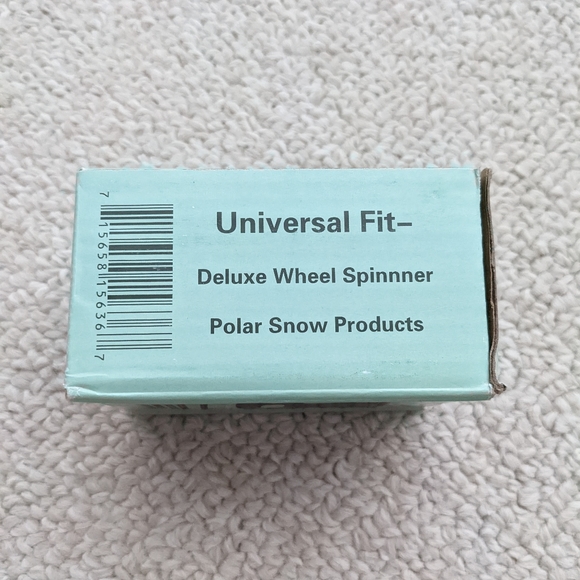 Universal Fit–
Deluxe Wheel Spinnner
Polar Snow Products
7 15658 15636 7